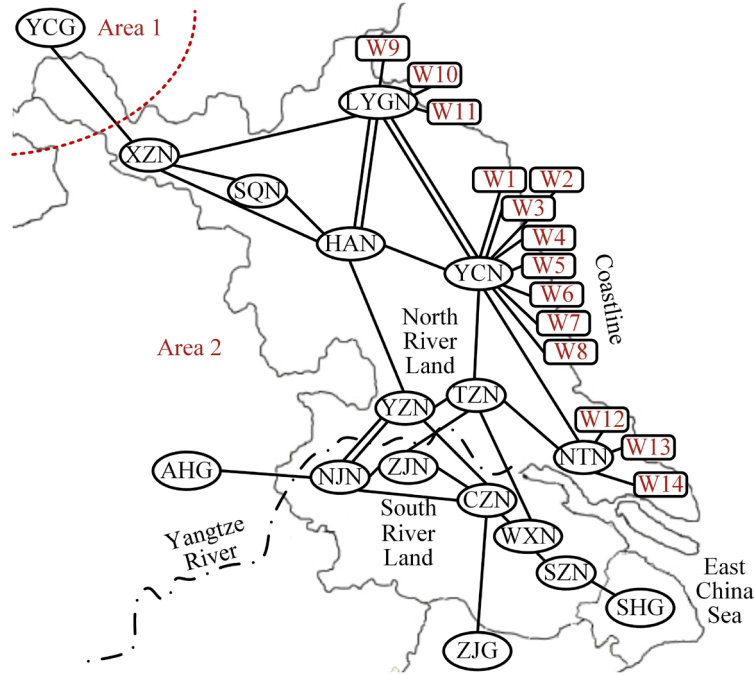 YCG
Area 1
W9
W10
LYGN
W11
XZN
SQN
W1
W2
W3
HAN
W4
YCN
W5
W6
W7
W8
Coastline
North
River
Land
Area 2
YZN
TZN
W12
W13
NTN
W14
AHG
NJN
ZJN
CZN
South
River
Land
Yangtze
River
WXN
SZN
East
China
Sea
SHG
ZJG